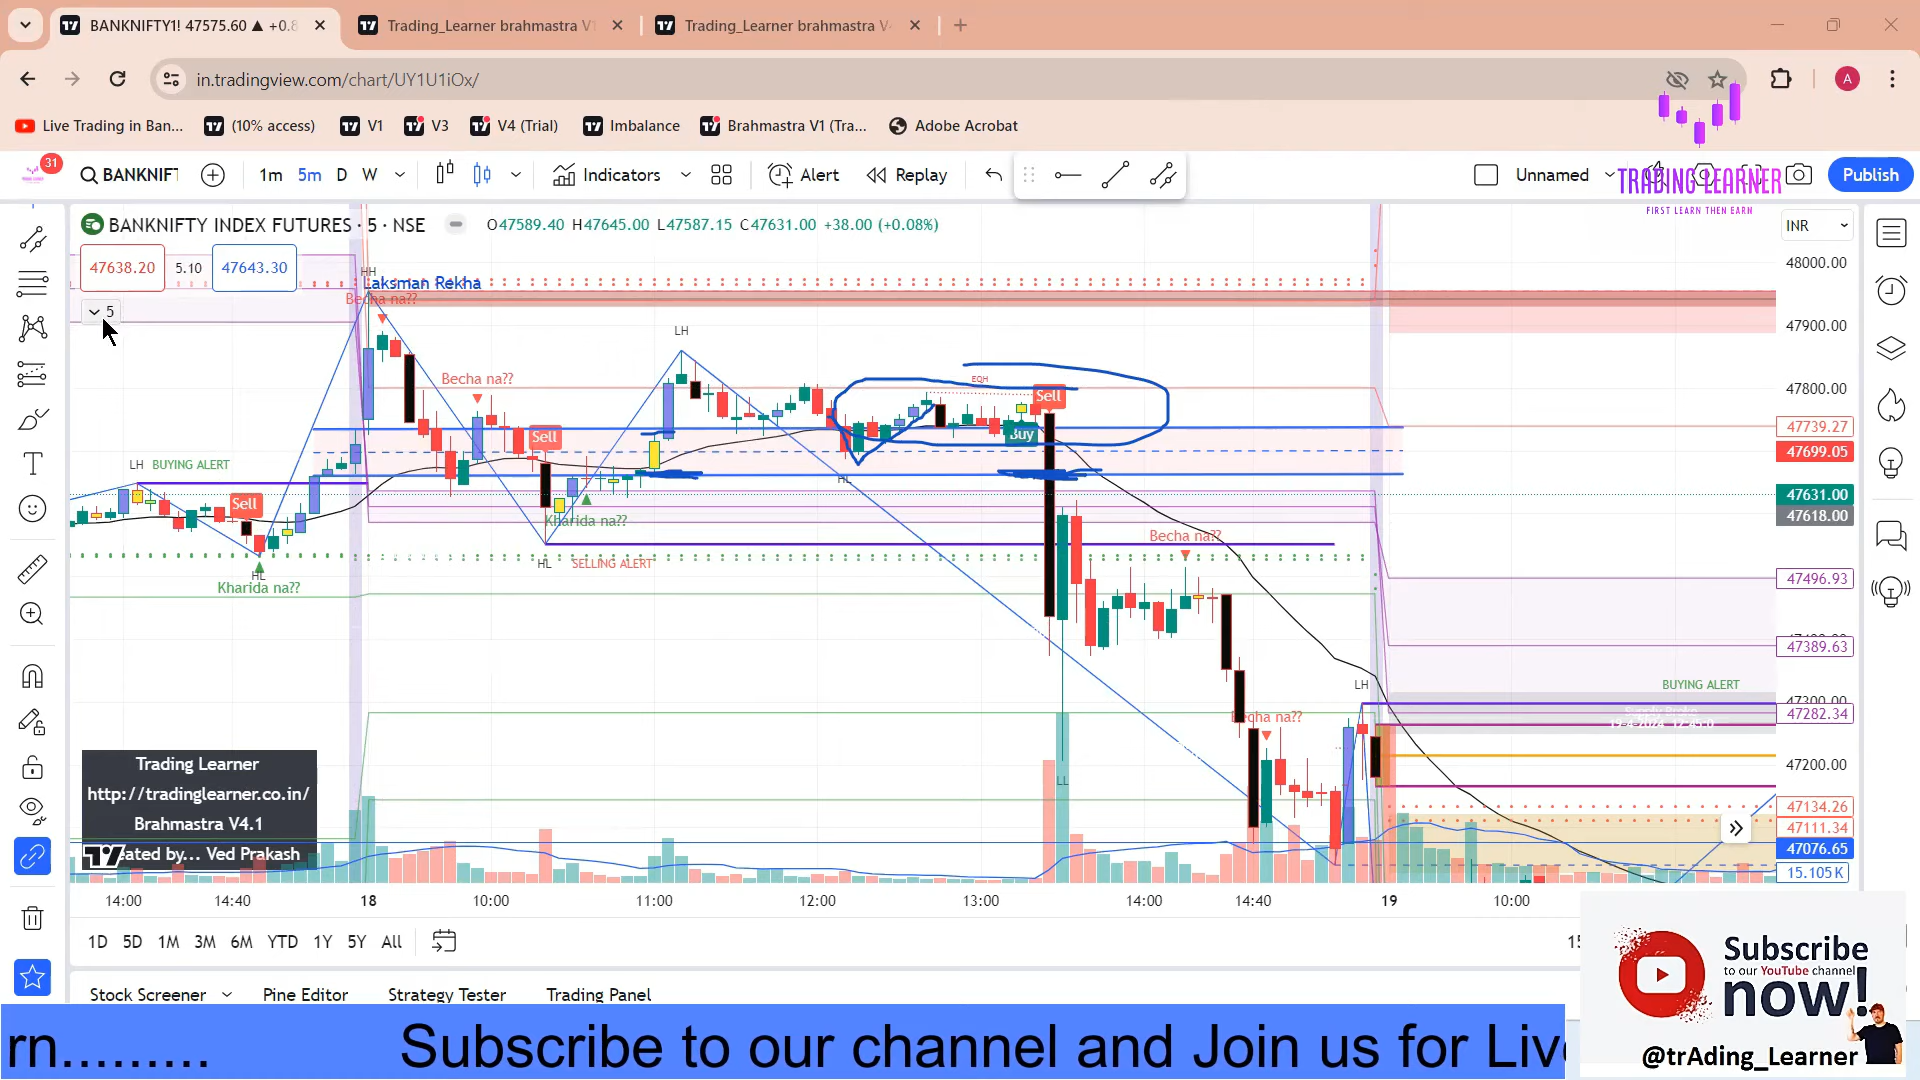 BANKNIFTY1! 47575.60 ▲ +0.8
Trading_Learner brahmastra V
Trading_Learner brahmastra V
in.tradingview.com/chart/UY1U1iOx/
A
Live Trading in Ban...
(10% access)
V1
V3
V4 (Trial)
Imbalance
Brahmastra V1 (Tra...
Adobe Acrobat
31
BANKNIFT
1m
5m
D
W
Indicators
Alert
Replay
Unnamed
Publish
TRADING LEARNER
FIRST LEARN THEN EARN
BANKNIFTY INDEX FUTURES · 5 · NSE
O47589.40 H47645.00 L47587.15 C47631.00 +38.00 (+0.08%)
INR
47638.20
5.10
47643.30
5
HH
Laksman Rekha
Becha na??
48000.00
47900.00
LH
Becha na??
EQH
47800.00
Sell
47739.27
Sell
Buy
47699.05
LH
BUYING ALERT
HL
Sell
47631.00
47618.00
Kharida na??
Becha na??
HL
SELLING ALERT
HL
Kharida na??
47496.93
47389.63
LH
BUYING ALERT
47300.00
47282.34
Becha na??
47200.00
LL
47134.26
47111.34
47076.65
15.105K
Trading Learner
http://tradinglearner.co.in/
Brahmastra V4.1
eated by... Ved Prakash
14:00
14:40
18
10:00
11:00
12:00
13:00
14:00
14:40
19
10:00
1D
5D
1M
3M
6M
YTD
1Y
5Y
All
Stock Screener
Pine Editor
Strategy Tester
Trading Panel
Subscribe
to our YouTube channel
now!
@trAding_Learner
rn......... Subscribe to our channel and Join us for Liv